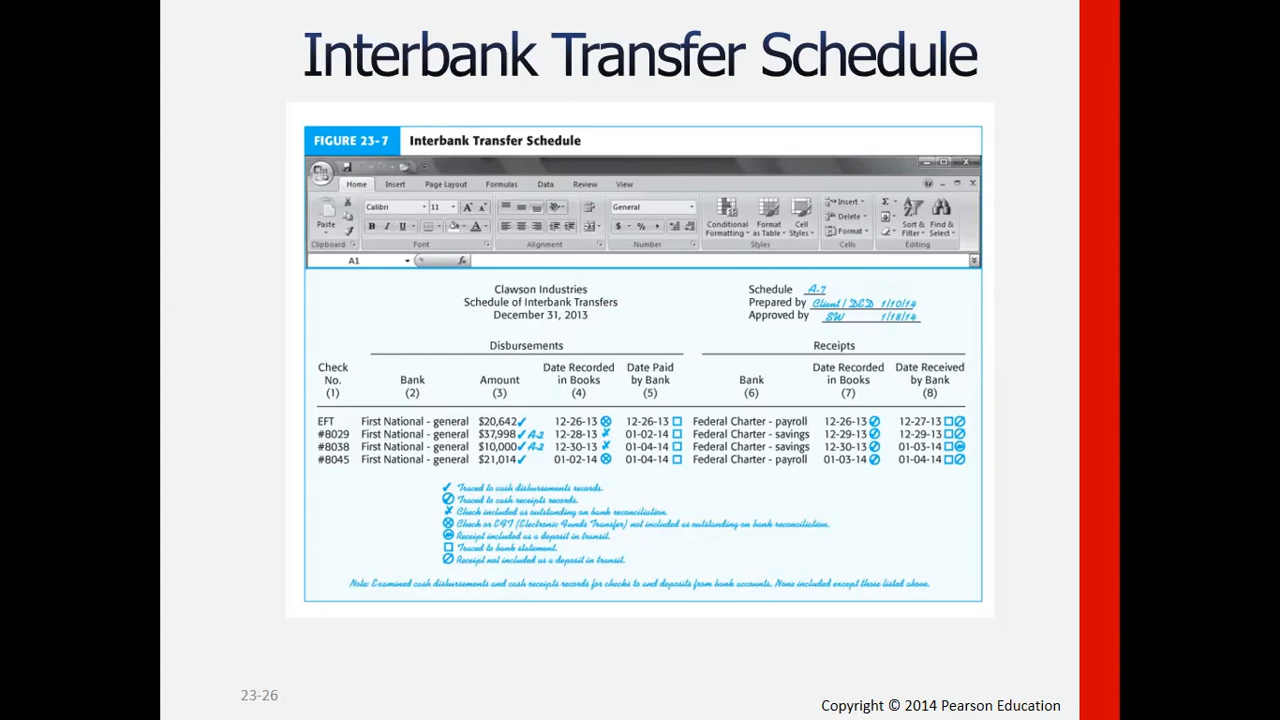 Interbank Transfer Schedule
FIGURE 23-7 Interbank Transfer Schedule
Home Insert Page Layout Formulas Data Review View
Calibri 11 General
Paste B I U $ % , Conditional Formatting Format as Table Cell Styles Insert Delete Format Σ Sort & Filter Find & Select
Clipboard Font Alignment Number Styles Cells Editing
A1 fx
Clawson Industries
Schedule of Interbank Transfers
December 31, 2013
Schedule A-7
Prepared by Client / DED 1/10/14
Approved by SW 1/18/14
Disbursements Receipts
Check No. (1) Bank (2) Amount (3) Date Recorded in Books (4) Date Paid by Bank (5) Bank (6) Date Recorded in Books (7) Date Received by Bank (8)
EFT First National - general $20,642✓ 12-26-13 12-26-13 Federal Charter - payroll 12-26-13 12-27-13
#8029 First National - general $37,998✓ A-2 12-28-13 01-02-14 Federal Charter - savings 12-29-13 12-29-13
#8038 First National - general $10,000✓ A-2 12-30-13 01-04-14 Federal Charter - savings 12-30-13 01-03-14
#8045 First National - general $21,014✓ 01-02-14 01-04-14 Federal Charter - payroll 01-03-14 01-04-14
✓ Traced to cash disbursements records.
Traced to cash receipts records.
Check included as outstanding on bank reconciliation.
Check or EFT (Electronic Funds Transfer) not included as outstanding on bank reconciliation.
Receipt included as a deposit in transit.
Traced to bank statement.
Receipt not included as a deposit in transit.
Note: Examined cash disbursements and cash receipts records for checks to and deposits from bank accounts. None included except those listed above.
23-26
Copyright © 2014 Pearson Education